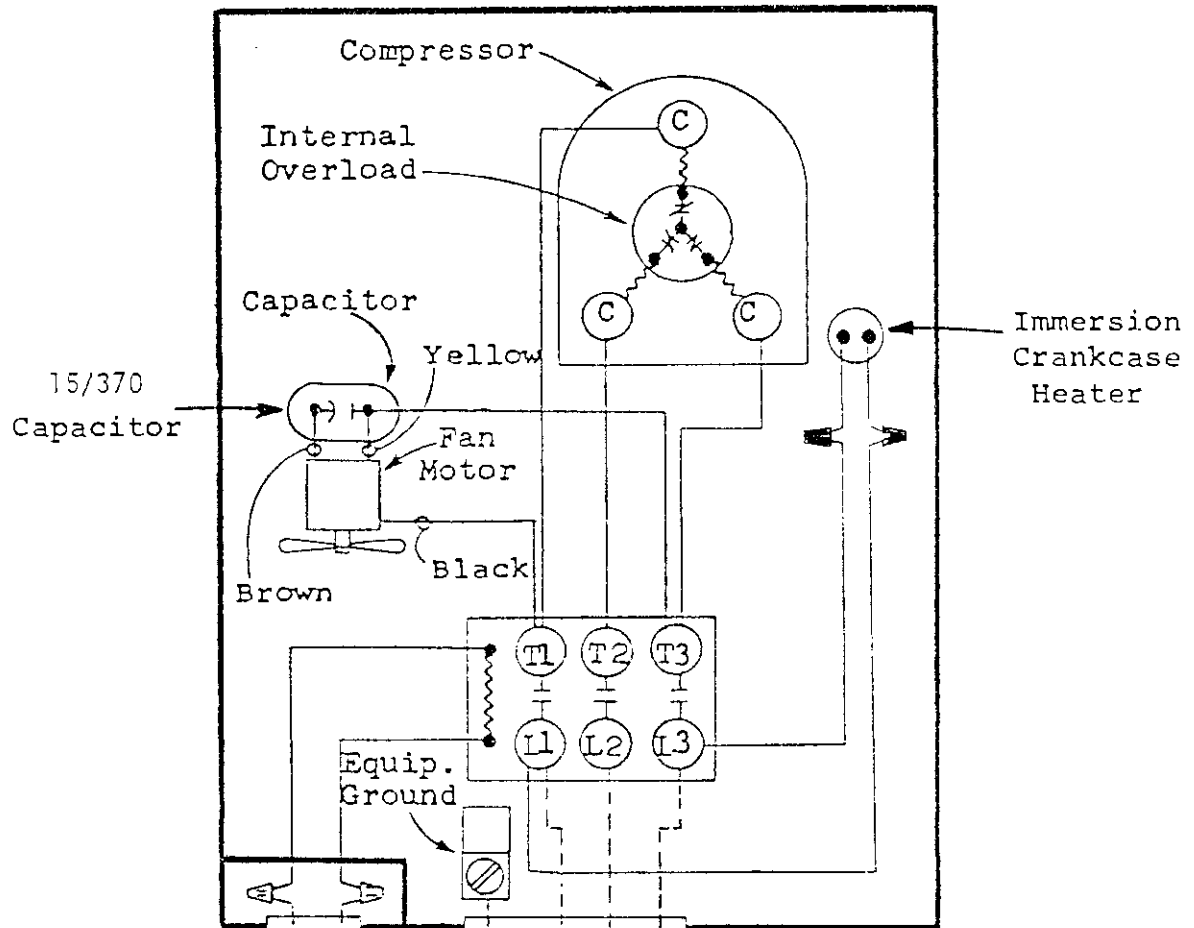 Compressor
C
Internal
Overload
C
C
Capacitor
Yellow
15/370
Capacitor
Fan
Motor
Immersion
Crankcase
Heater
Black
Brown
T1
T2
T3
L1
L2
L3
Equip.
Ground